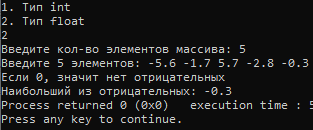 1. Тип int
2. Тип float
2
Введите кол-во элементов массива: 5
Введите 5 элементов: -5.6 -1.7 5.7 -2.8 -0.3
Если 0, значит нет отрицательных
Наибольший из отрицательных: -0.3
Process returned 0 (0x0)   execution time : 5
Press any key to continue.